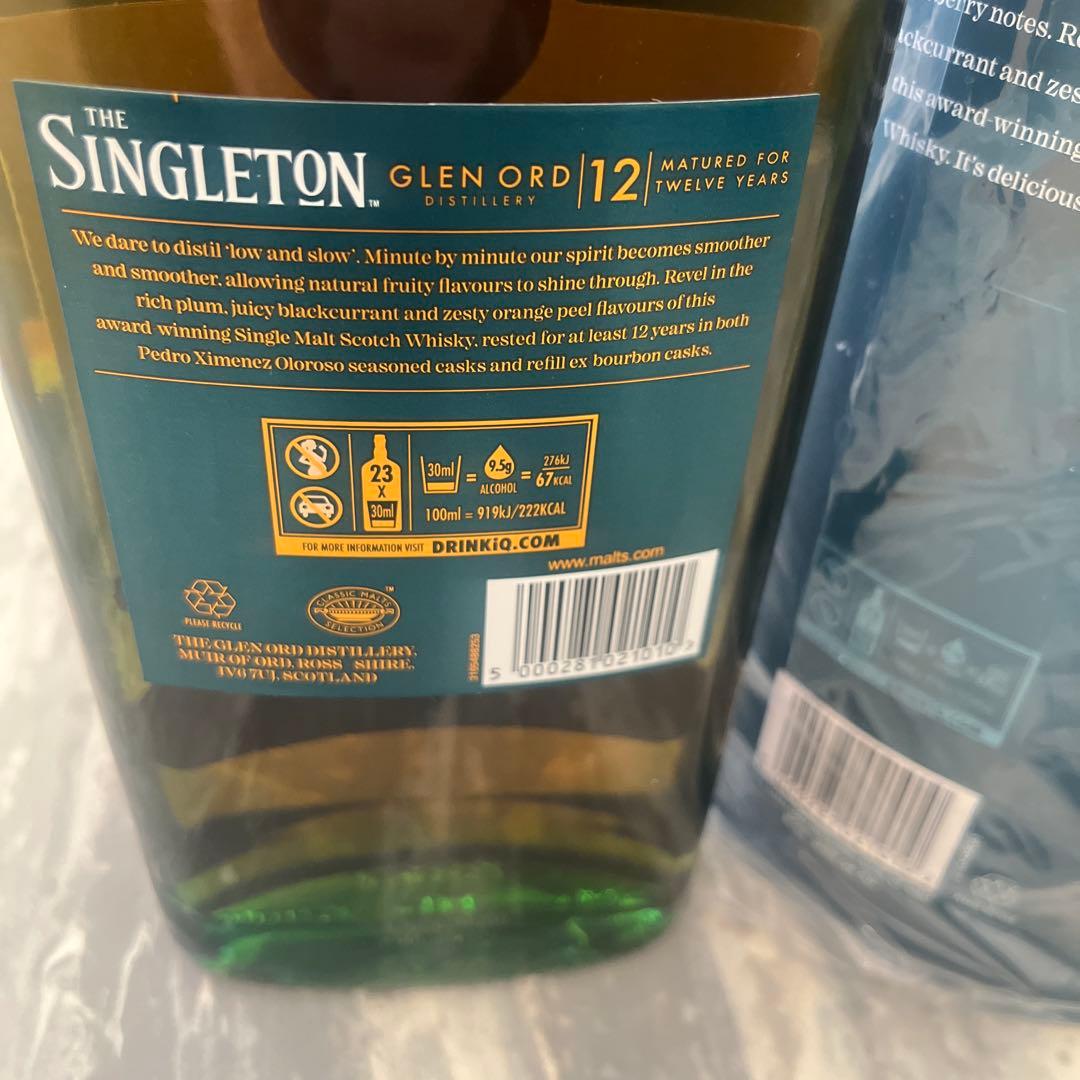 THE
SINGLETON™
GLEN ORD
DISTILLERY
12
MATURED FOR
TWELVE YEARS
We dare to distil 'low and slow'. Minute by minute our spirit becomes smoother
and smoother, allowing natural fruity flavours to shine through. Revel in the
rich plum, juicy blackcurrant and zesty orange peel flavours of this
award-winning Single Malt Scotch Whisky, rested for at least 12 years in both
Pedro Ximenez Oloroso seasoned casks and refill ex bourbon casks.
23
X
30ml
30ml
=
9.5g
ALCOHOL
=
276kJ
67KCAL
100ml = 919kJ/222KCAL
FOR MORE INFORMATION VISIT DRINKiQ.COM
www.malts.com
PLEASE RECYCLE
CLASSIC MALTS
SELECTION
™
THE GLEN ORD DISTILLERY,
MUIR OF ORD, ROSS SHIRE,
IV6 7UJ, SCOTLAND
5 000281 021010 >
notes.
and
this award-winning
Whisky. It's delicious